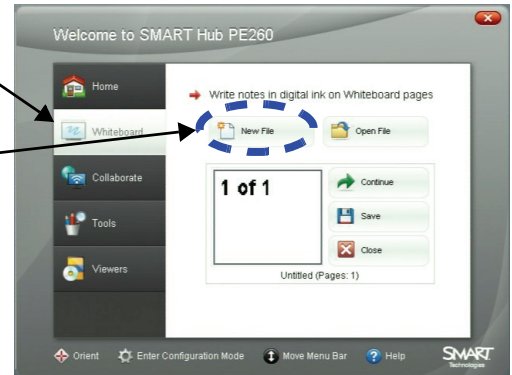 Welcome to SMART Hub PE260
Home
Whiteboard
Collaborate
Tools
Viewers
Write notes in digital ink on Whiteboard pages
New File
Open File
1 of 1
Continue
Save
Close
Untitled (Pages: 1)
Orient
Enter Configuration Mode
Move Menu Bar
Help
SMART
Technologies